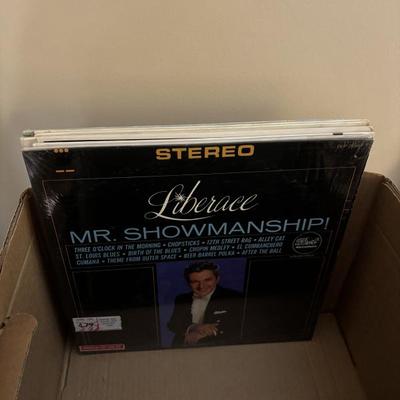 STEREO
Liberace
MR. SHOWMANSHIP!
THREE O'CLOCK IN THE MORNING • CHOPSTICKS • 12TH STREET RAG • ALLEY CAT
ST. LOUIS BLUES • BIRTH OF THE BLUES • CHOPIN MEDLEY • EL CUMBANCHERO
CUMANA • THEME FROM OUTER SPACE • BEER BARREL POLKA • AFTER THE BALL